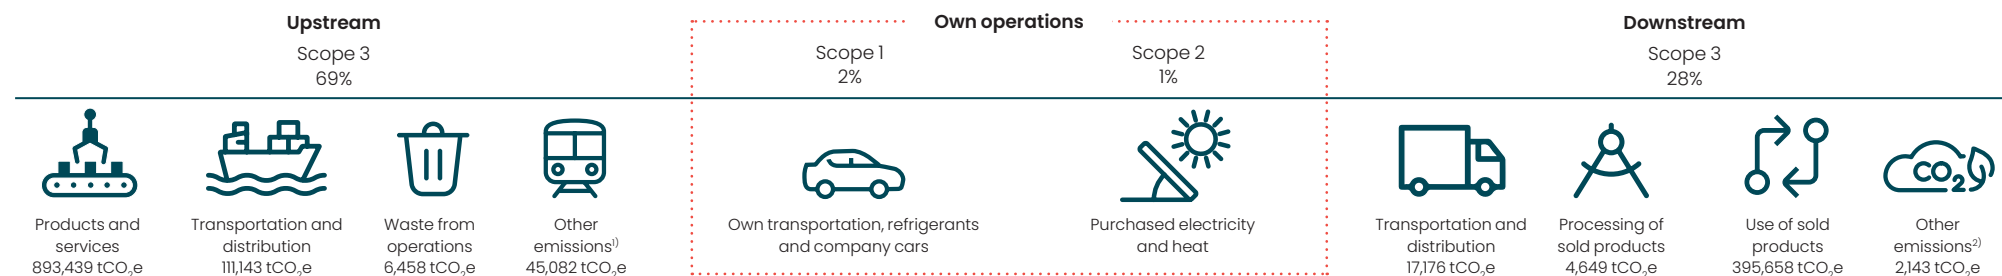 Upstream
Scope 3
69%
Products and
services
893,439 tCO₂e
Transportation and
distribution
111,143 tCO₂e
Waste from
operations
6,458 tCO₂e
Other
emissions¹⁾
45,082 tCO₂e
Own operations
Scope 1
2%
Own transportation, refrigerants
and company cars
Scope 2
1%
Purchased electricity
and heat
Downstream
Scope 3
28%
Transportation and
distribution
17,176 tCO₂e
Processing of
sold products
4,649 tCO₂e
Use of sold
products
395,658 tCO₂e
CO₂
Other
emissions²⁾
2,143 tCO₂e